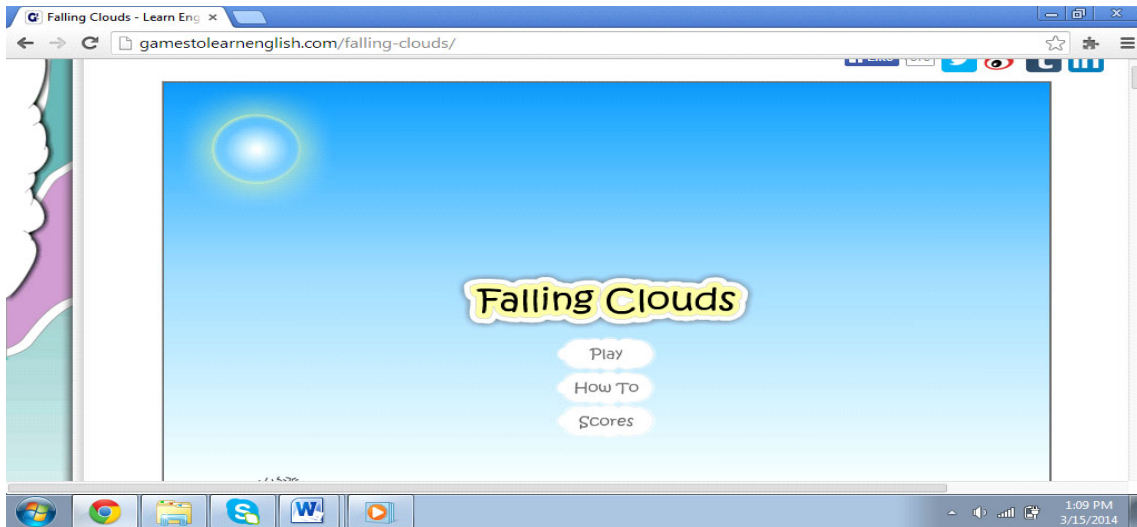 Falling Clouds - Learn Eng
gamestolearnenglish.com/falling-clouds/
Falling Clouds
Play
How To
Scores
1:09 PM
3/15/2014